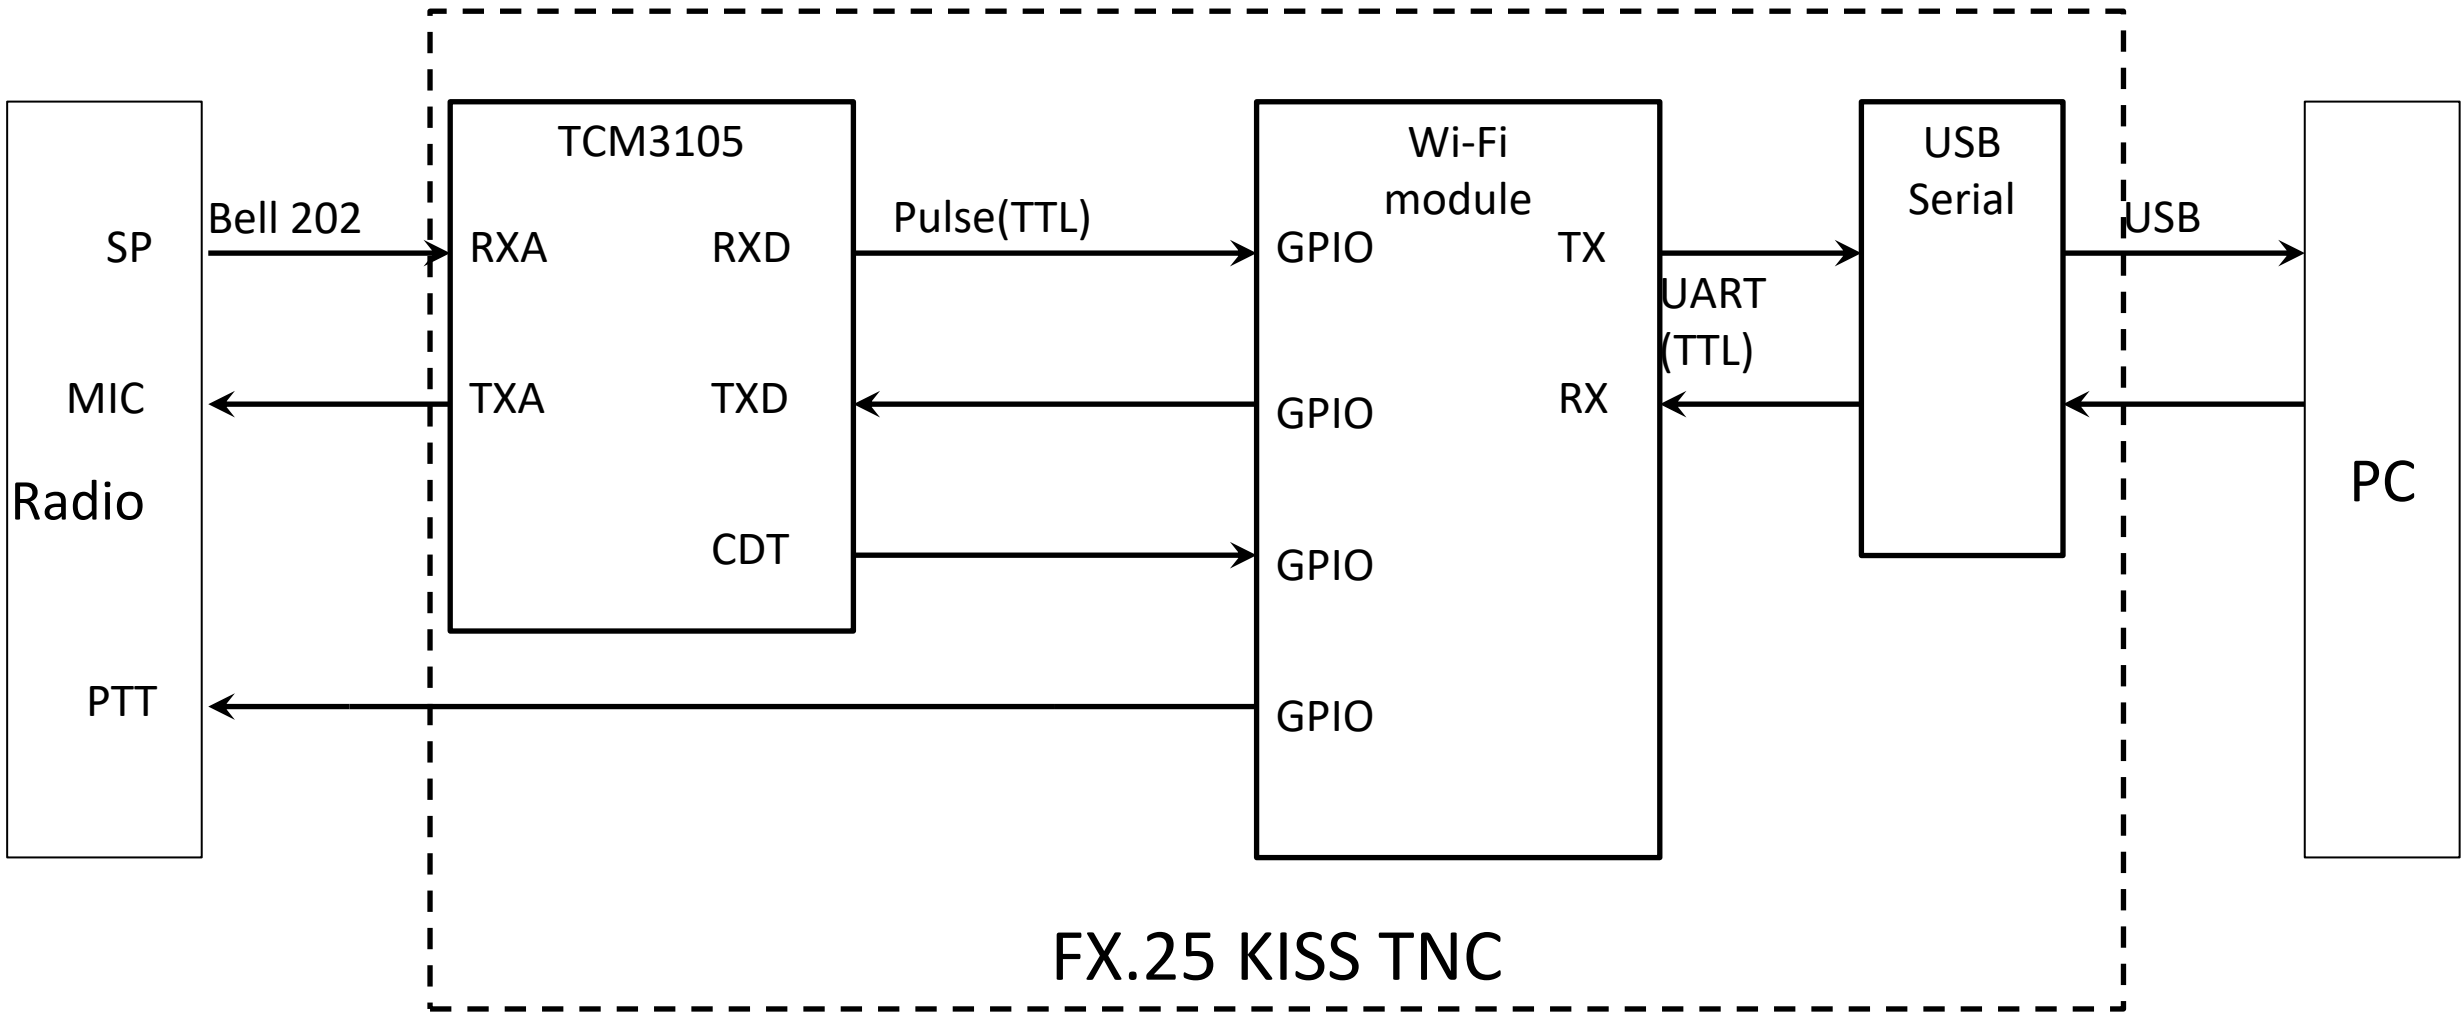 TCM3105
Wi-Fi
module
USB
Serial
Bell 202
Pulse(TTL)
USB
SP
RXA
RXD
GPIO
TX
UART
(TTL)
MIC
TXA
TXD
GPIO
RX
Radio
PC
CDT
GPIO
PTT
GPIO
FX.25 KISS TNC